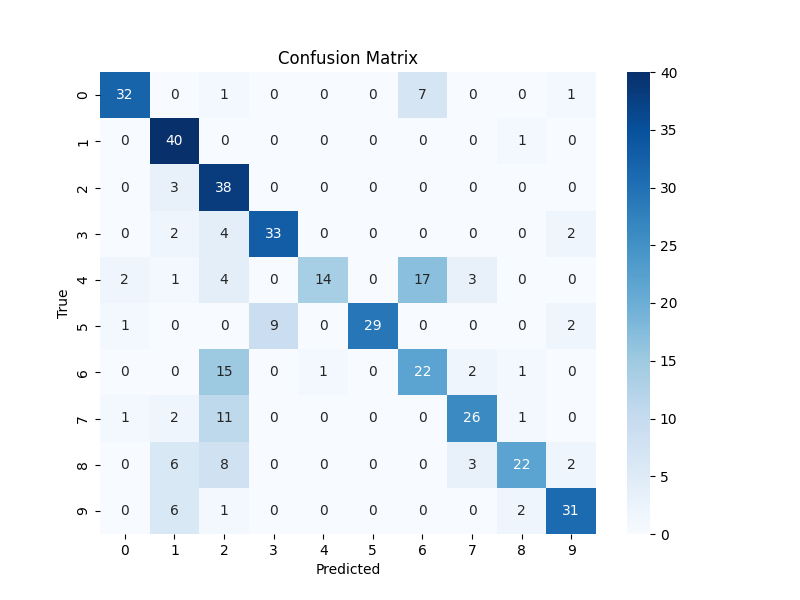 Confusion Matrix
True
0 32 0 1 0 0 0 7 0 0 1
1 0 40 0 0 0 0 0 0 1 0
2 0 3 38 0 0 0 0 0 0 0
3 0 2 4 33 0 0 0 0 0 2
4 2 1 4 0 14 0 17 3 0 0
5 1 0 0 9 0 29 0 0 0 2
6 0 0 15 0 1 0 22 2 1 0
7 1 2 11 0 0 0 0 26 1 0
8 0 6 8 0 0 0 0 3 22 2
9 0 6 1 0 0 0 0 0 2 31
0 1 2 3 4 5 6 7 8 9
Predicted
40
35
30
25
20
15
10
5
0